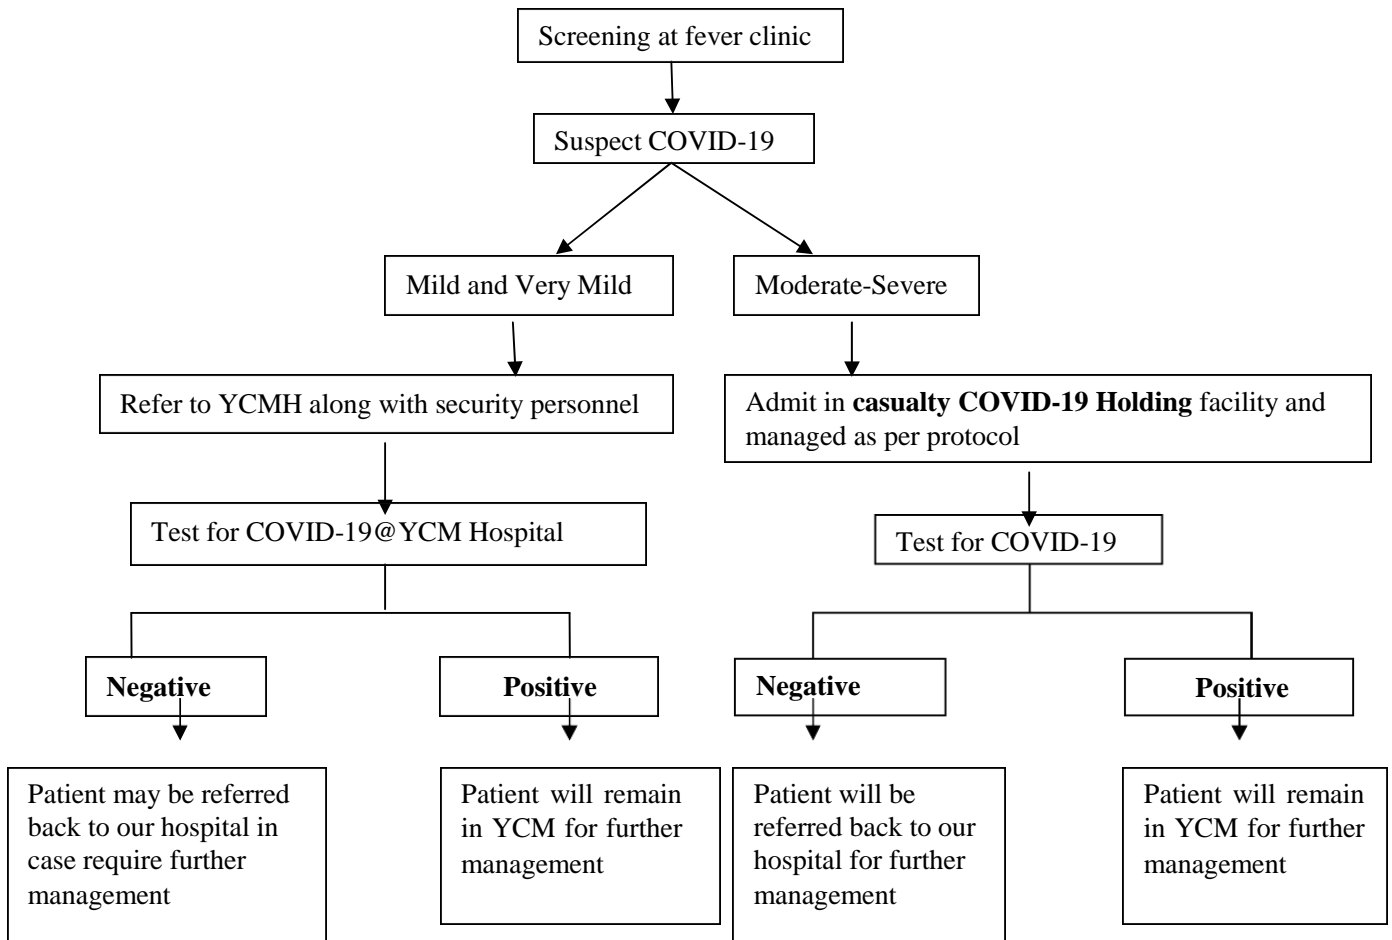 Screening at fever clinic
Suspect COVID-19
Mild and Very Mild
Moderate-Severe
Refer to YCMH along with security personnel
Admit in casualty COVID-19 Holding facility and
managed as per protocol
Test for COVID-19@YCM Hospital
Test for COVID-19
Negative
Positive
Negative
Positive
Patient may be referred
back to our hospital in
case require further
management
Patient will remain
in YCM for further
management
Patient will be
referred back to our
hospital for further
management
Patient will remain
in YCM for further
management